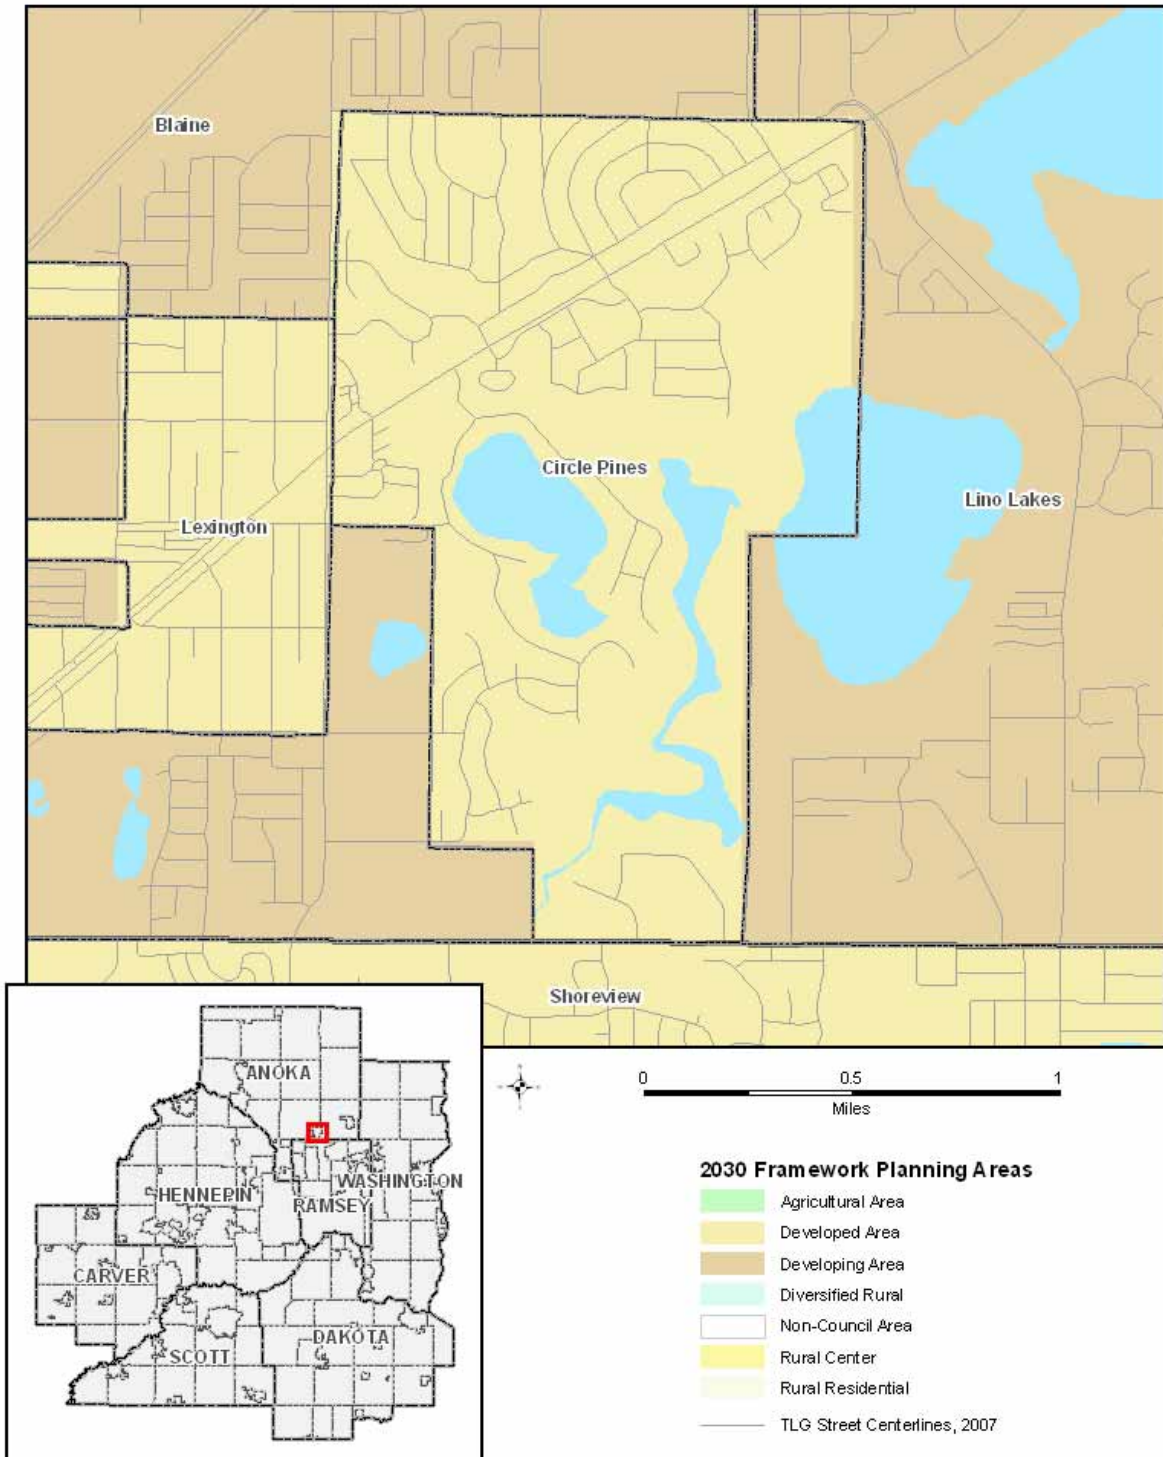 Blaine
Circle Pines
Lino Lakes
Lexington
Shoreview
ANOKA
WASHINGTON
HENNEPIN
RAMSEY
CARVER
DAKOTA
SCOTT
0 0.5 1
Miles
2030 Framework Planning Areas
Agricultural Area
Developed Area
Developing Area
Diversified Rural
Non-Council Area
Rural Center
Rural Residential
TLG Street Centerlines, 2007